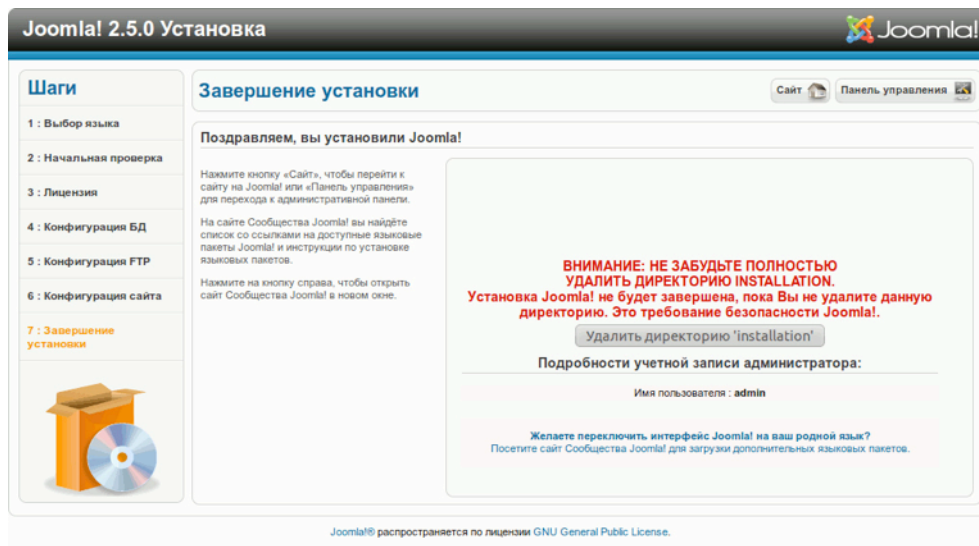 Joomla! 2.5.0 Установка
Joomla!
Шаги
1 : Выбор языка
2 : Начальная проверка
3 : Лицензия
4 : Конфигурация БД
5 : Конфигурация FTP
6 : Конфигурация сайта
7 : Завершение
установки
Завершение установки
Сайт
Панель управления
Поздравляем, вы установили Joomla!
Нажмите кнопку «Сайт», чтобы перейти к
сайту на Joomla! или «Панель управления»
для перехода к административной панели.
На сайте Сообщества Joomla! вы найдёте
список со ссылками на доступные языковые
пакеты Joomla! и инструкции по установке
языковых пакетов.
Нажмите на кнопку справа, чтобы открыть
сайт Сообщества Joomla! в новом окне.
ВНИМАНИЕ: НЕ ЗАБУДЬТЕ ПОЛНОСТЬЮ
УДАЛИТЬ ДИРЕКТОРИЮ INSTALLATION.
Установка Joomla! не будет завершена, пока Вы не удалите данную
директорию. Это требование безопасности Joomla!.
Удалить директорию 'installation'
Подробности учетной записи администратора:
Имя пользователя : admin
Желаете переключить интерфейс Joomla! на ваш родной язык?
Посетите сайт Сообщества Joomla! для загрузки дополнительных языковых пакетов.
Joomla!® распространяется по лицензии GNU General Public License.